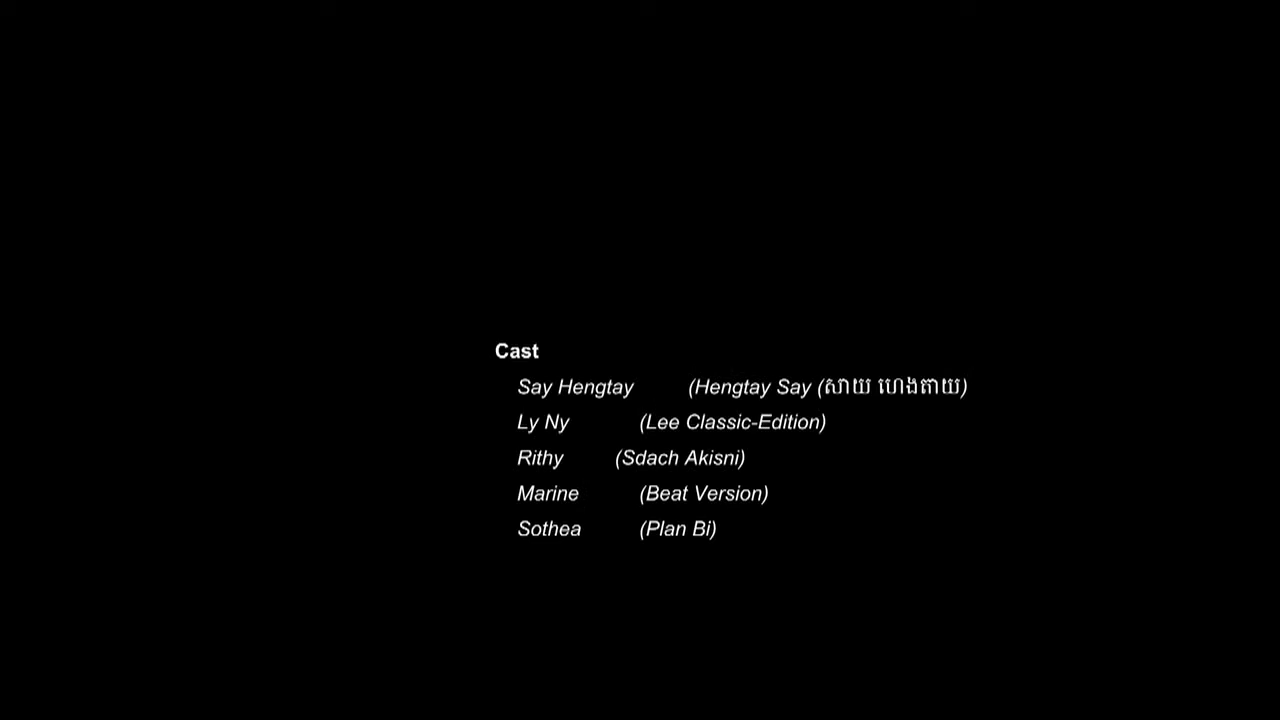 Cast
Say Hengtay (Hengtay Say (សាយ ហេងតាយ)
Ly Ny (Lee Classic-Edition)
Rithy (Sdach Akisni)
Marine (Beat Version)
Sothea (Plan Bi)